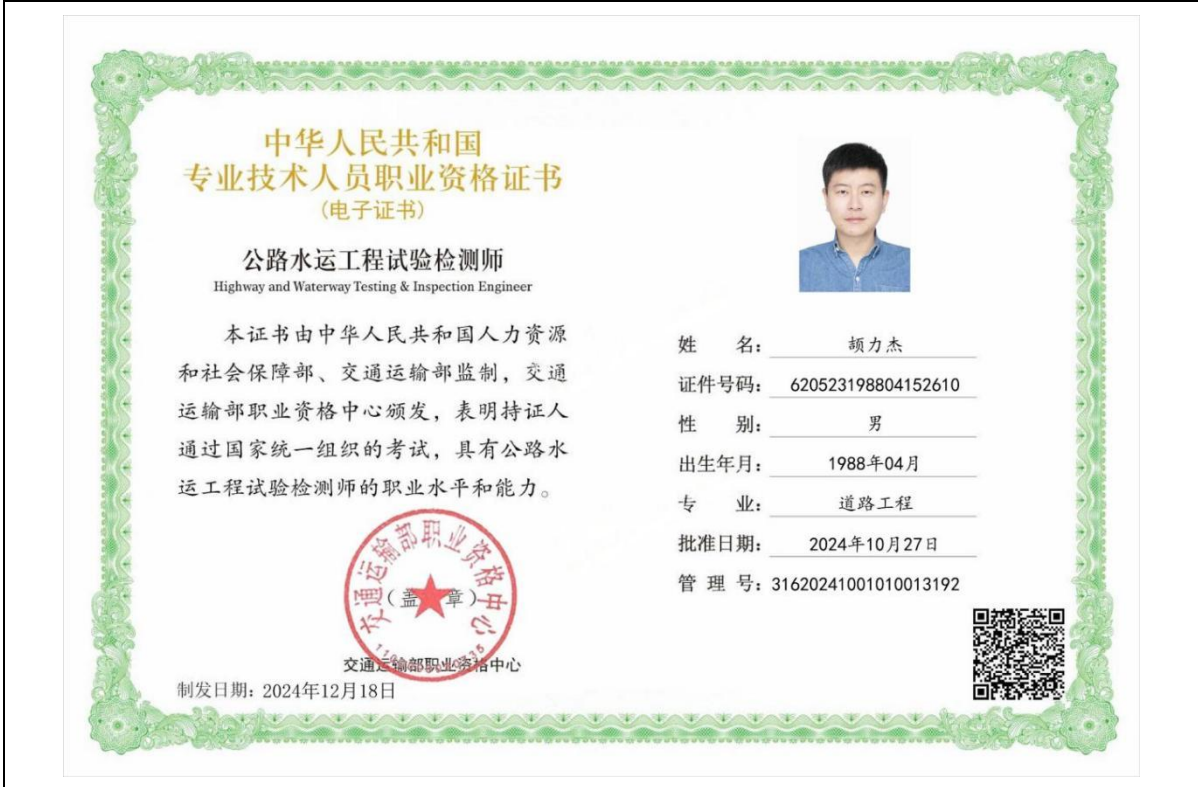 中华人民共和国
专业技术人员职业资格证书
(电子证书)
公路水运工程试验检测师
Highway and Waterway Testing & Inspection Engineer
本证书由中华人民共和国人力资源
和社会保障部、交通运输部监制，交通
运输部职业资格中心颁发，表明持证人
通过国家统一组织的考试，具有公路水
运工程试验检测师的职业水平和能力。
交通运输部职业资格中心
(盖 章)
交通运输部职业资格中心
制发日期：2024年12月18日
姓 名： 颉力杰
证件号码： 620523198804152610
性 别： 男
出生年月： 1988年04月
专 业： 道路工程
批准日期： 2024年10月27日
管 理 号：31620241001010013192